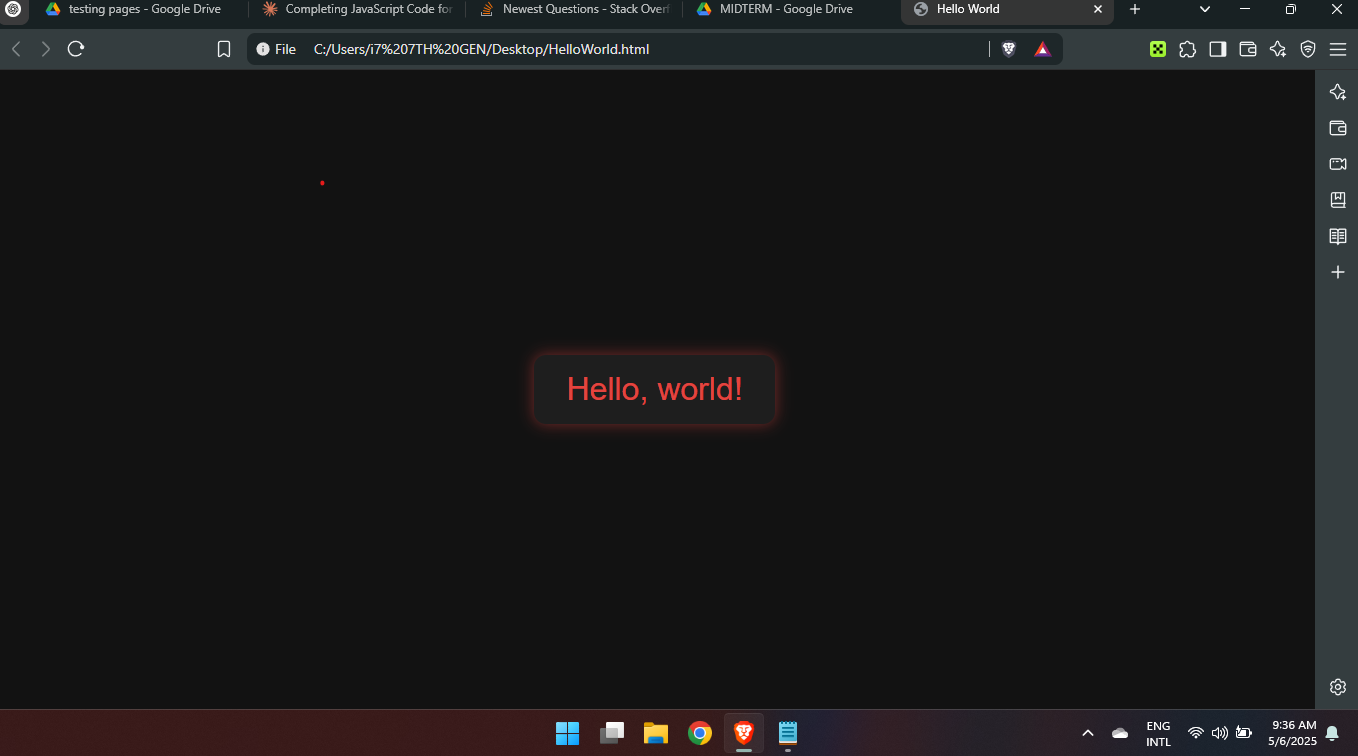 testing pages - Google Drive
Completing JavaScript Code for
Newest Questions - Stack Overf
MIDTERM - Google Drive
Hello World
File
C:/Users/i7%207TH%20GEN/Desktop/HelloWorld.html
Hello, world!
ENG
INTL
9:36 AM
5/6/2025